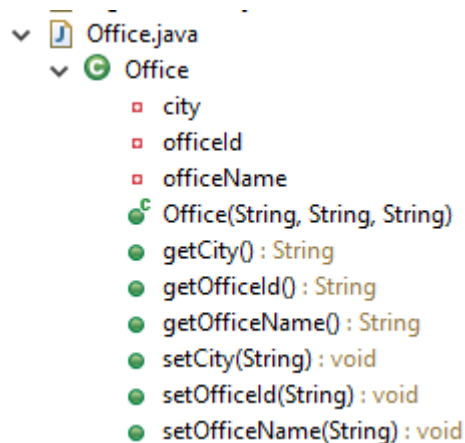 Office.java
Office
city
officeId
officeName
Office(String, String, String)
getCity() : String
getOfficeId() : String
getOfficeName() : String
setCity(String) : void
setOfficeId(String) : void
setOfficeName(String) : void